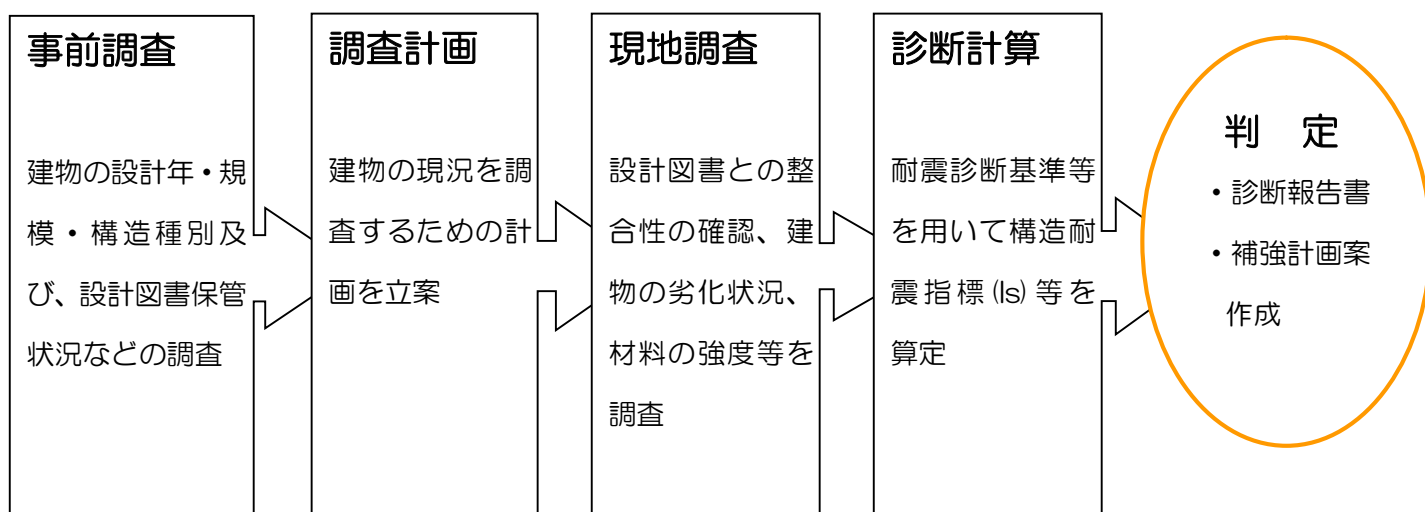 事前調査
建物の設計年・規
模・構造種別及
び、設計図書保管
状況などの調査
調査計画
建物の現況を調
査するための計
画を立案
現地調査
設計図書との整
合性の確認、建
物の劣化状況、
材料の強度等を
調査
診断計算
耐震診断基準等
を用いて構造耐
震指標(Is)等を
算定
判　定
・診断報告書
・補強計画案
作成